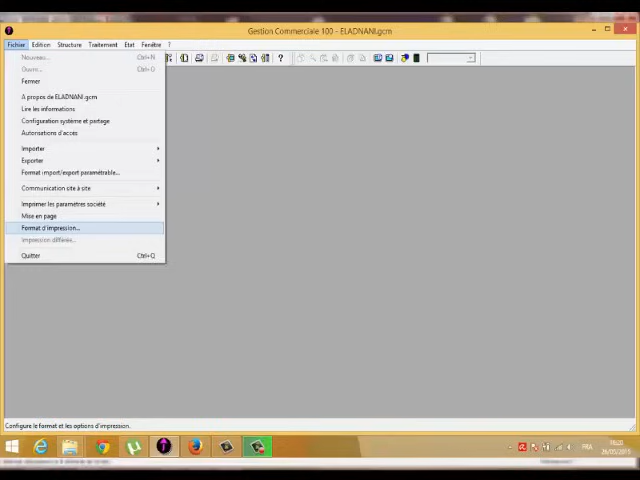 Gestion Commerciale 100 - ELADNANI.gcm
Fichier Edition Structure Traitement Etat Fenêtre ?
Nouveau... Ctrl+N
Ouvrir... Ctrl+O
Fermer
A propos de ELADNANI.gcm
Lire les informations
Configuration système et partage
Autorisations d'accès
Importer
Exporter
Format import/export paramétrable...
Communication site à site
Imprimer les paramètres société
Mise en page
Format d'impression...
Impression différée...
Quitter Ctrl+Q
Configure le format et les options d'impression.
FRA
26/05/2015